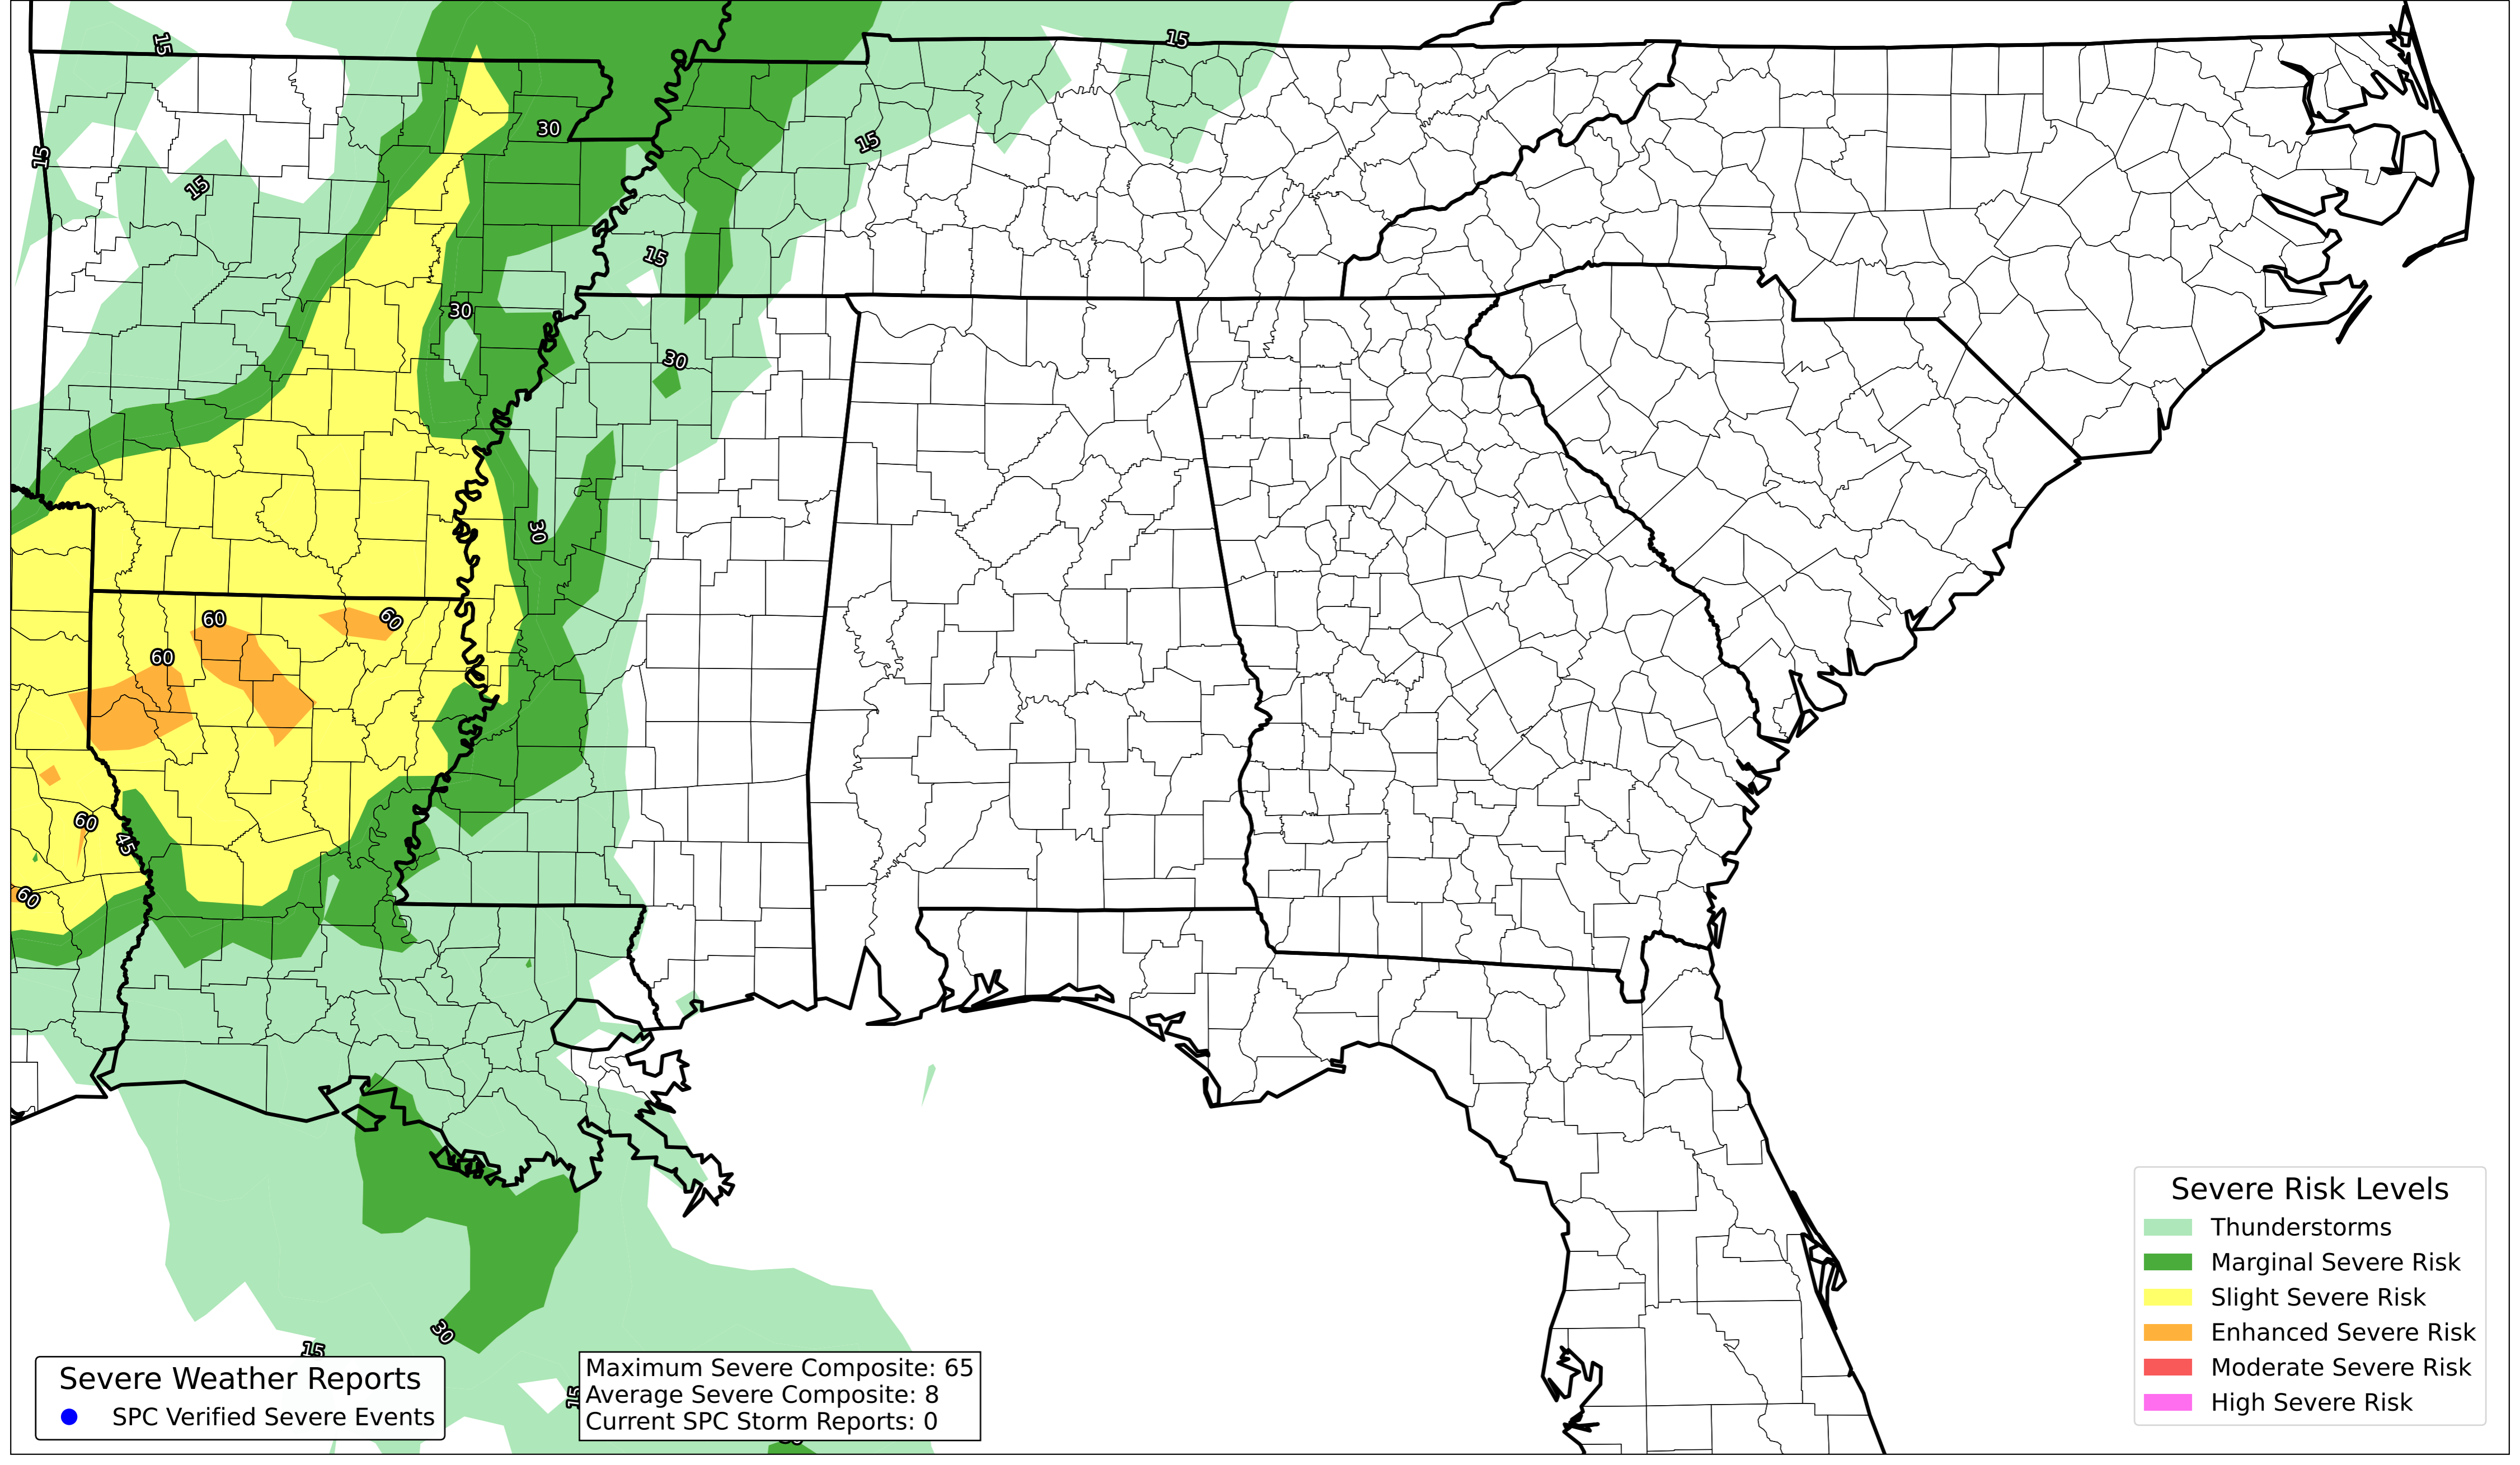 15
15
30
15
15
15
15
30
30
30
60
60
60
60
45
60
30
15
15
Severe Weather Reports
SPC Verified Severe Events
Maximum Severe Composite: 65
Average Severe Composite: 8
Current SPC Storm Reports: 0
Severe Risk Levels
Thunderstorms
Marginal Severe Risk
Slight Severe Risk
Enhanced Severe Risk
Moderate Severe Risk
High Severe Risk